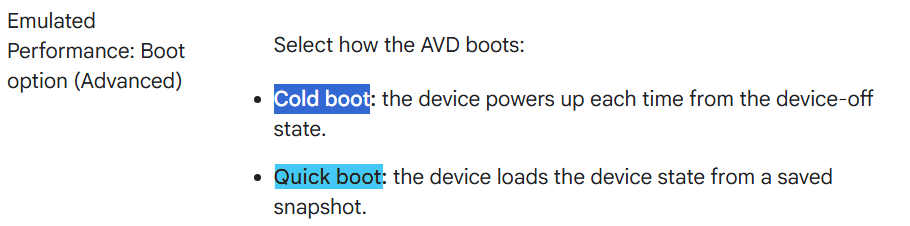 Emulated
Performance: Boot
option (Advanced)
Select how the AVD boots:
• Cold boot: the device powers up each time from the device-off
state.
• Quick boot: the device loads the device state from a saved
snapshot.